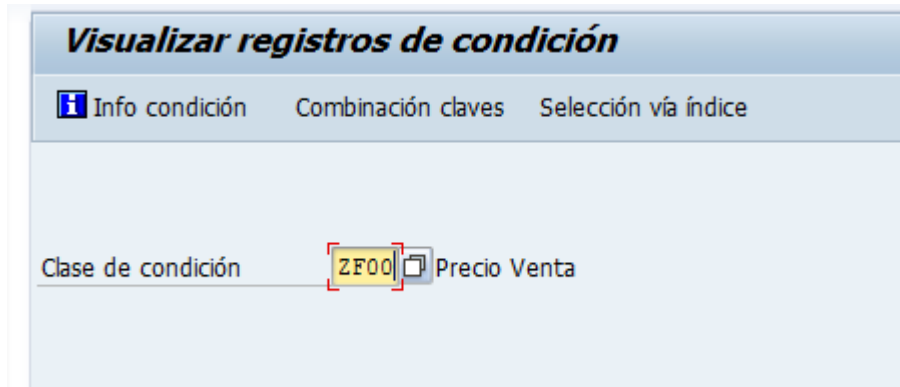 Visualizar registros de condición
Info condición Combinación claves Selección vía índice
Clase de condición ZF00 Precio Venta